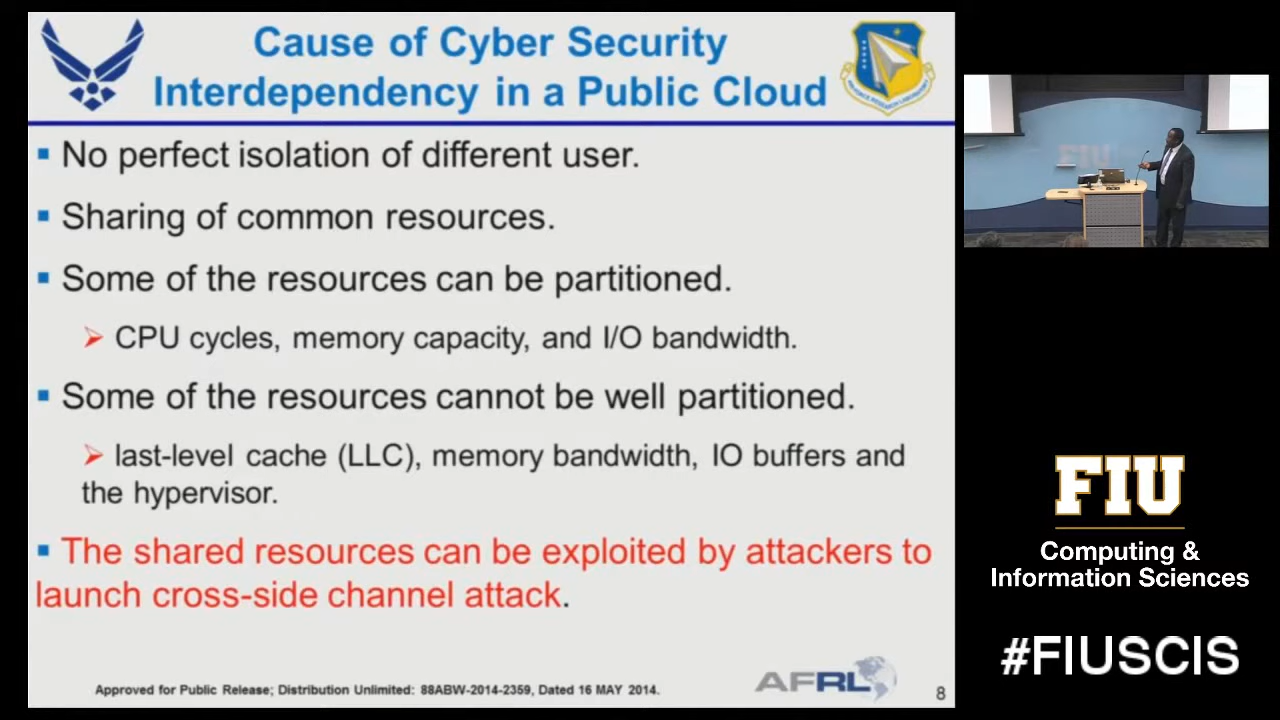 Cause of Cyber Security
Interdependency in a Public Cloud
No perfect isolation of different user.
Sharing of common resources.
Some of the resources can be partitioned.
CPU cycles, memory capacity, and I/O bandwidth.
Some of the resources cannot be well partitioned.
last-level cache (LLC), memory bandwidth, IO buffers and
the hypervisor.
The shared resources can be exploited by attackers to
launch cross-side channel attack.
Approved for Public Release; Distribution Unlimited: 88ABW-2014-2359, Dated 16 MAY 2014.
AFRL
8
FIU
FIU
Computing &
Information Sciences
#FIUSCIS